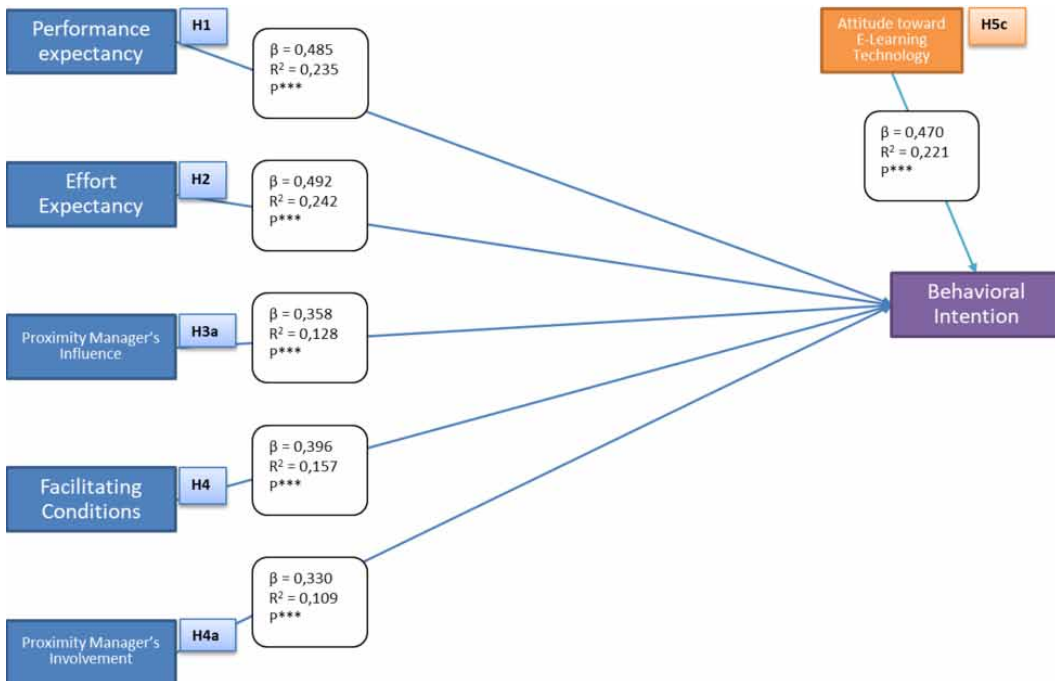 Performance
expectancy
H1
β = 0,485
R² = 0,235
P***
Attitude toward
E-Learning
Technology
H5c
β = 0,470
R² = 0,221
P***
Effort
Expectancy
H2
β = 0,492
R² = 0,242
P***
Behavioral
Intention
Proximity Manager's
Influence
H3a
β = 0,358
R² = 0,128
P***
Facilitating
Conditions
H4
β = 0,396
R² = 0,157
P***
Proximity Manager's
Involvement
H4a
β = 0,330
R² = 0,109
P***